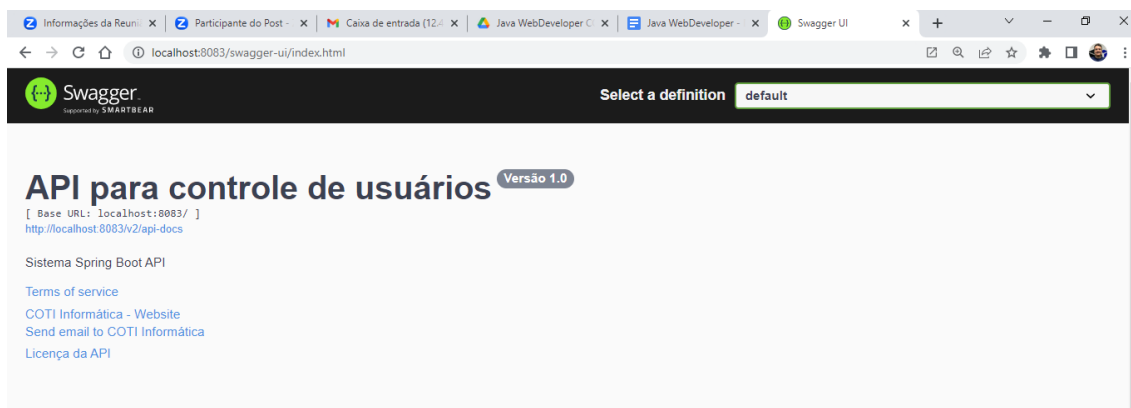 Informações da Reuni
Participante do Post -
Caixa de entrada (12.4
Java WebDeveloper C
Java WebDeveloper -
Swagger UI
localhost:8083/swagger-ui/index.html
Swagger.
Supported by SMARTBEAR
Select a definition
default
API para controle de usuários Versão 1.0
[ Base URL: localhost:8083/ ]
http://localhost:8083/v2/api-docs
Sistema Spring Boot API
Terms of service
COTI Informática - Website
Send email to COTI Informática
Licença da API